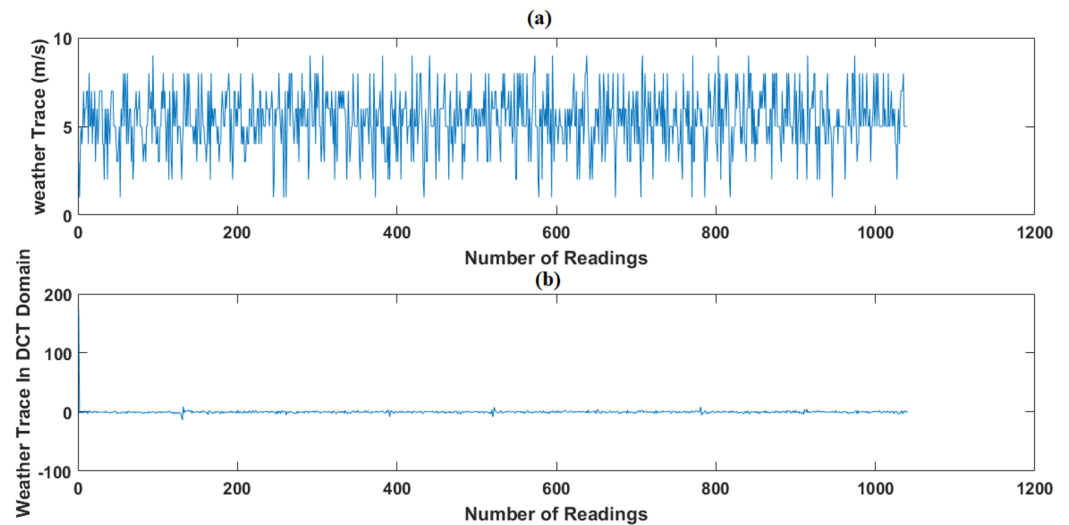 (a)
weather Trace (m/s)
10
5
0
0 200 400 600 800 1000 1200
Number of Readings
(b)
Weather Trace In DCT Domain
200
100
0
-100
0 200 400 600 800 1000 1200
Number of Readings